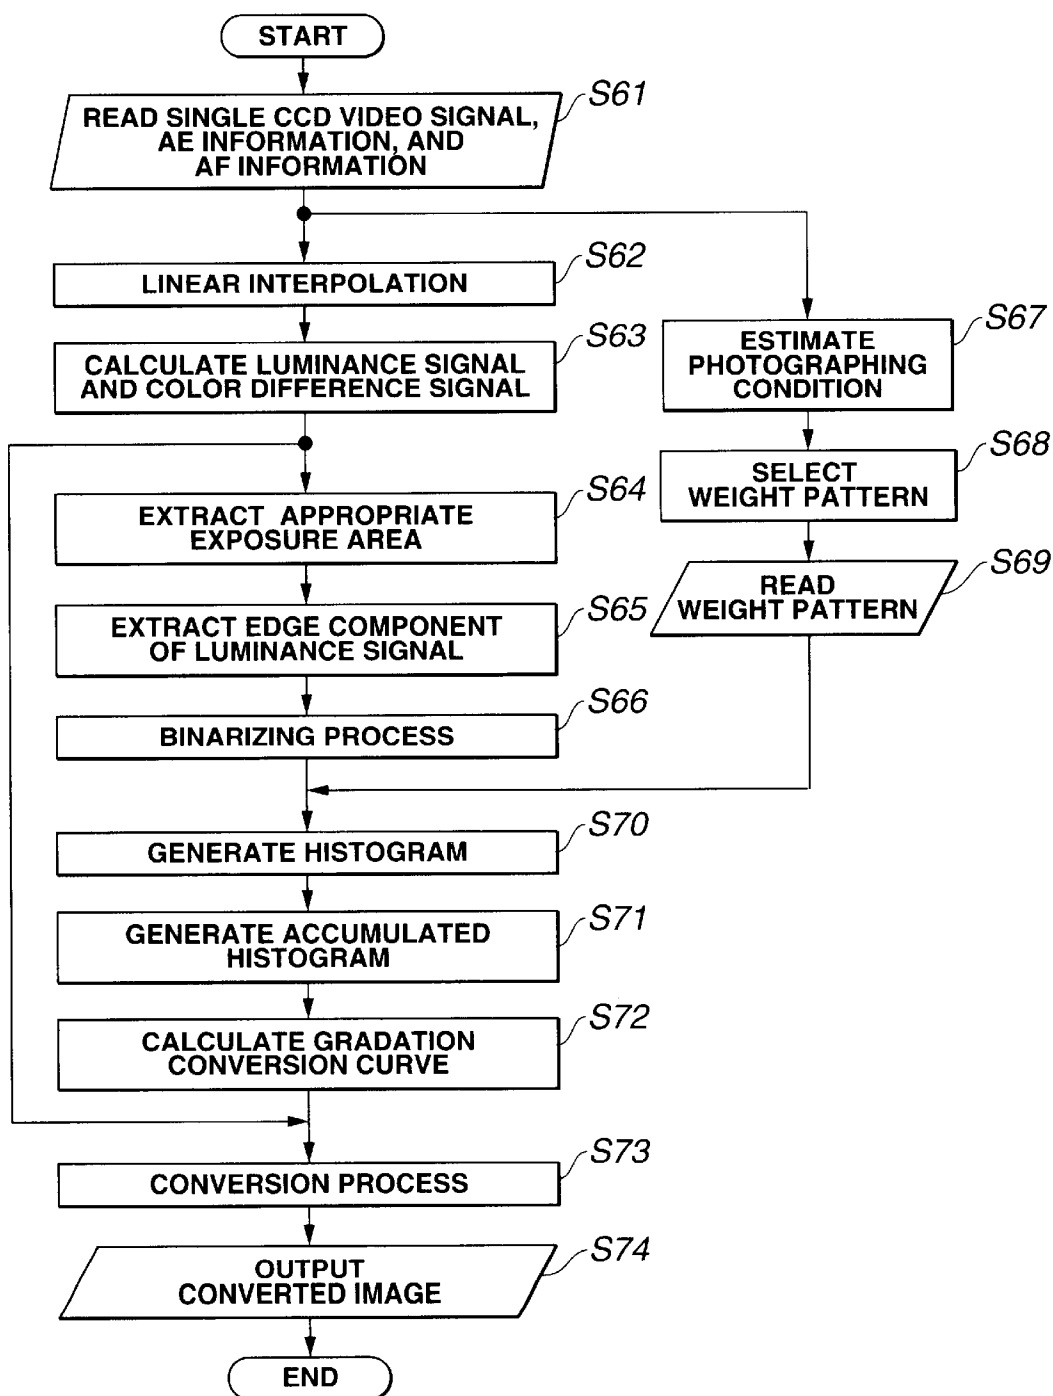 START
S61
READ SINGLE CCD VIDEO SIGNAL,
AE INFORMATION, AND
AF INFORMATION
S62
LINEAR INTERPOLATION
S63
CALCULATE LUMINANCE SIGNAL
AND COLOR DIFFERENCE SIGNAL
S67
ESTIMATE
PHOTOGRAPHING
CONDITION
S68
SELECT
WEIGHT PATTERN
S64
EXTRACT APPROPRIATE
EXPOSURE AREA
S69
READ
WEIGHT PATTERN
S65
EXTRACT EDGE COMPONENT
OF LUMINANCE SIGNAL
S66
BINARIZING PROCESS
S70
GENERATE HISTOGRAM
S71
GENERATE ACCUMULATED
HISTOGRAM
S72
CALCULATE GRADATION
CONVERSION CURVE
S73
CONVERSION PROCESS
S74
OUTPUT
CONVERTED IMAGE
END